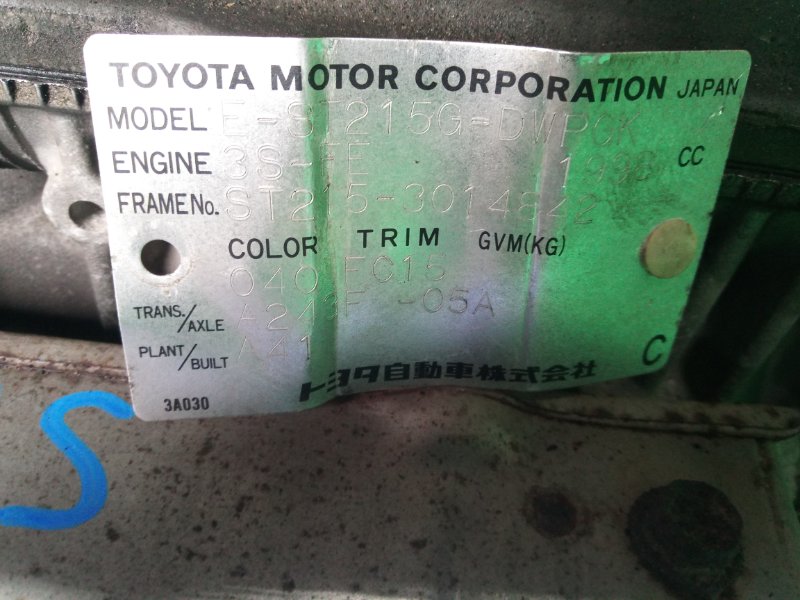 TOYOTA MOTOR CORPORATION JAPAN
MODEL E-ST215G-DWPGK
ENGINE 3S-FE 1998 CC
FRAME No. ST215-3014842
COLOR TRIM GVM(KG)
040 EC15
TRANS./AXLE A243F -05A
PLANT/BUILT A41
トヨタ自動車株式会社 C
3A030
S